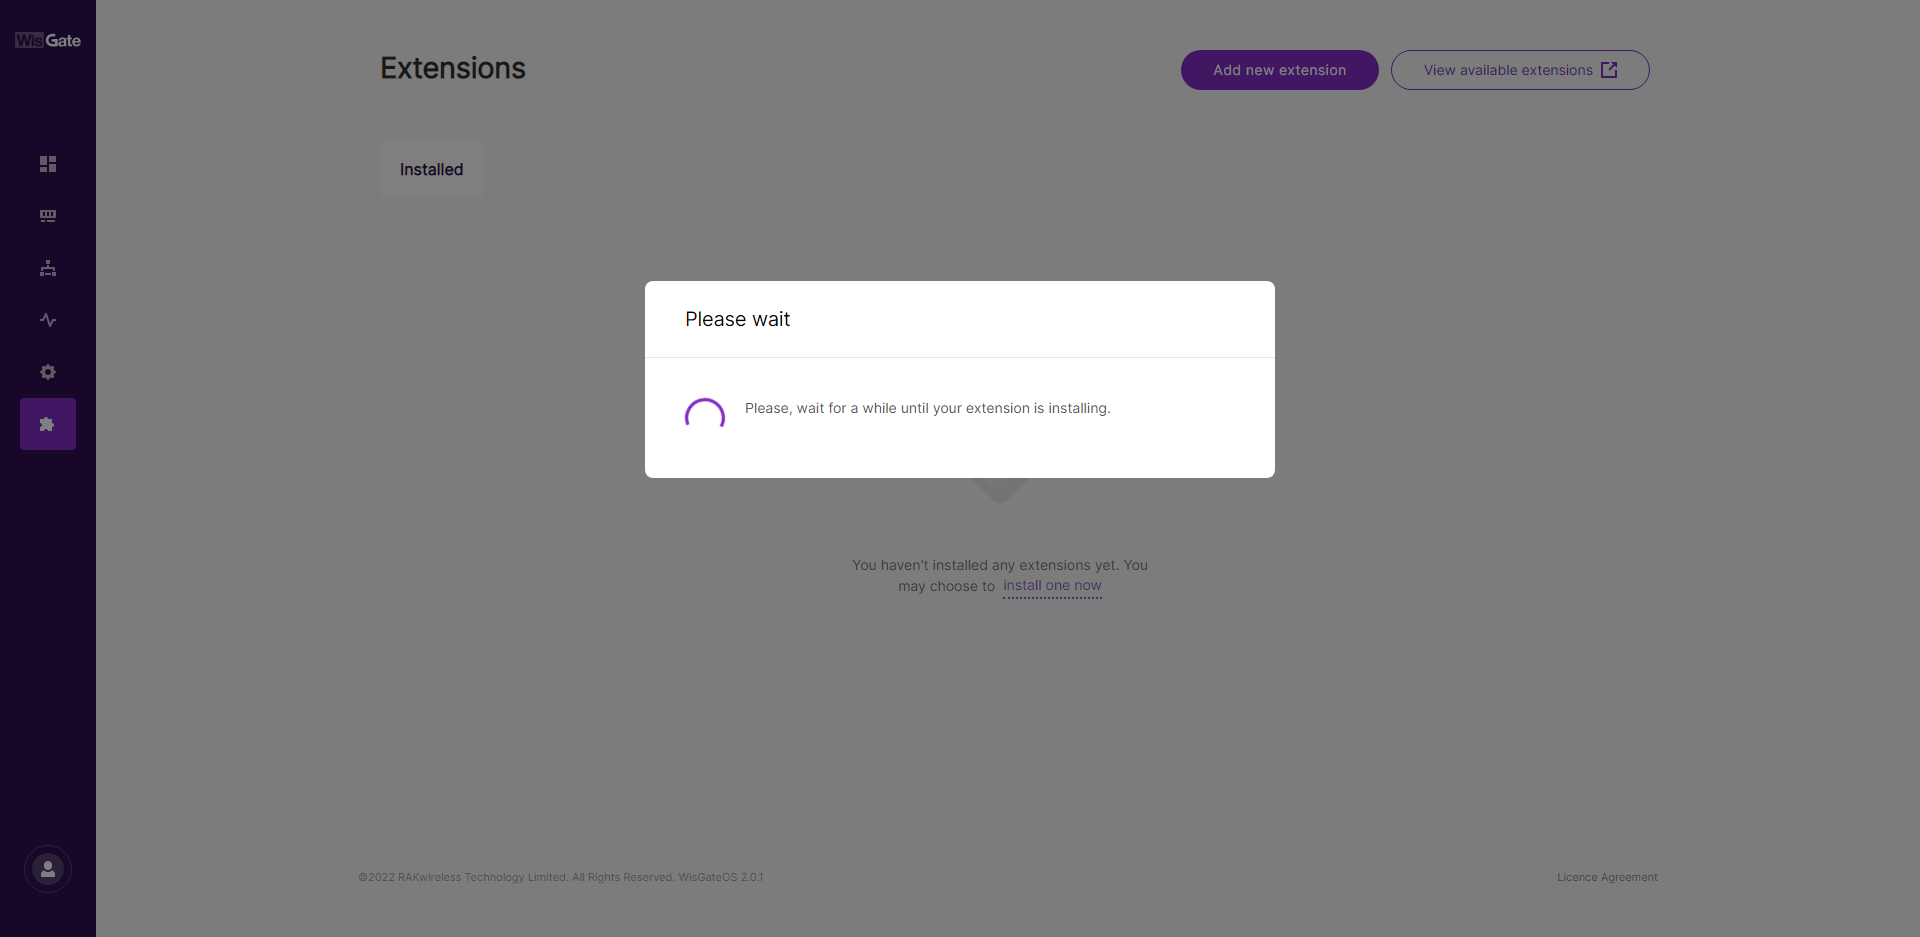 WisGate
Extensions
Add new extension
View available extensions
Installed
Please wait
Please, wait for a while until your extension is installing.
You haven't installed any extensions yet. You
may choose to install one now
©2022 RAKwireless Technology Limited. All Rights Reserved. WisGateOS 2.0.1
Licence Agreement